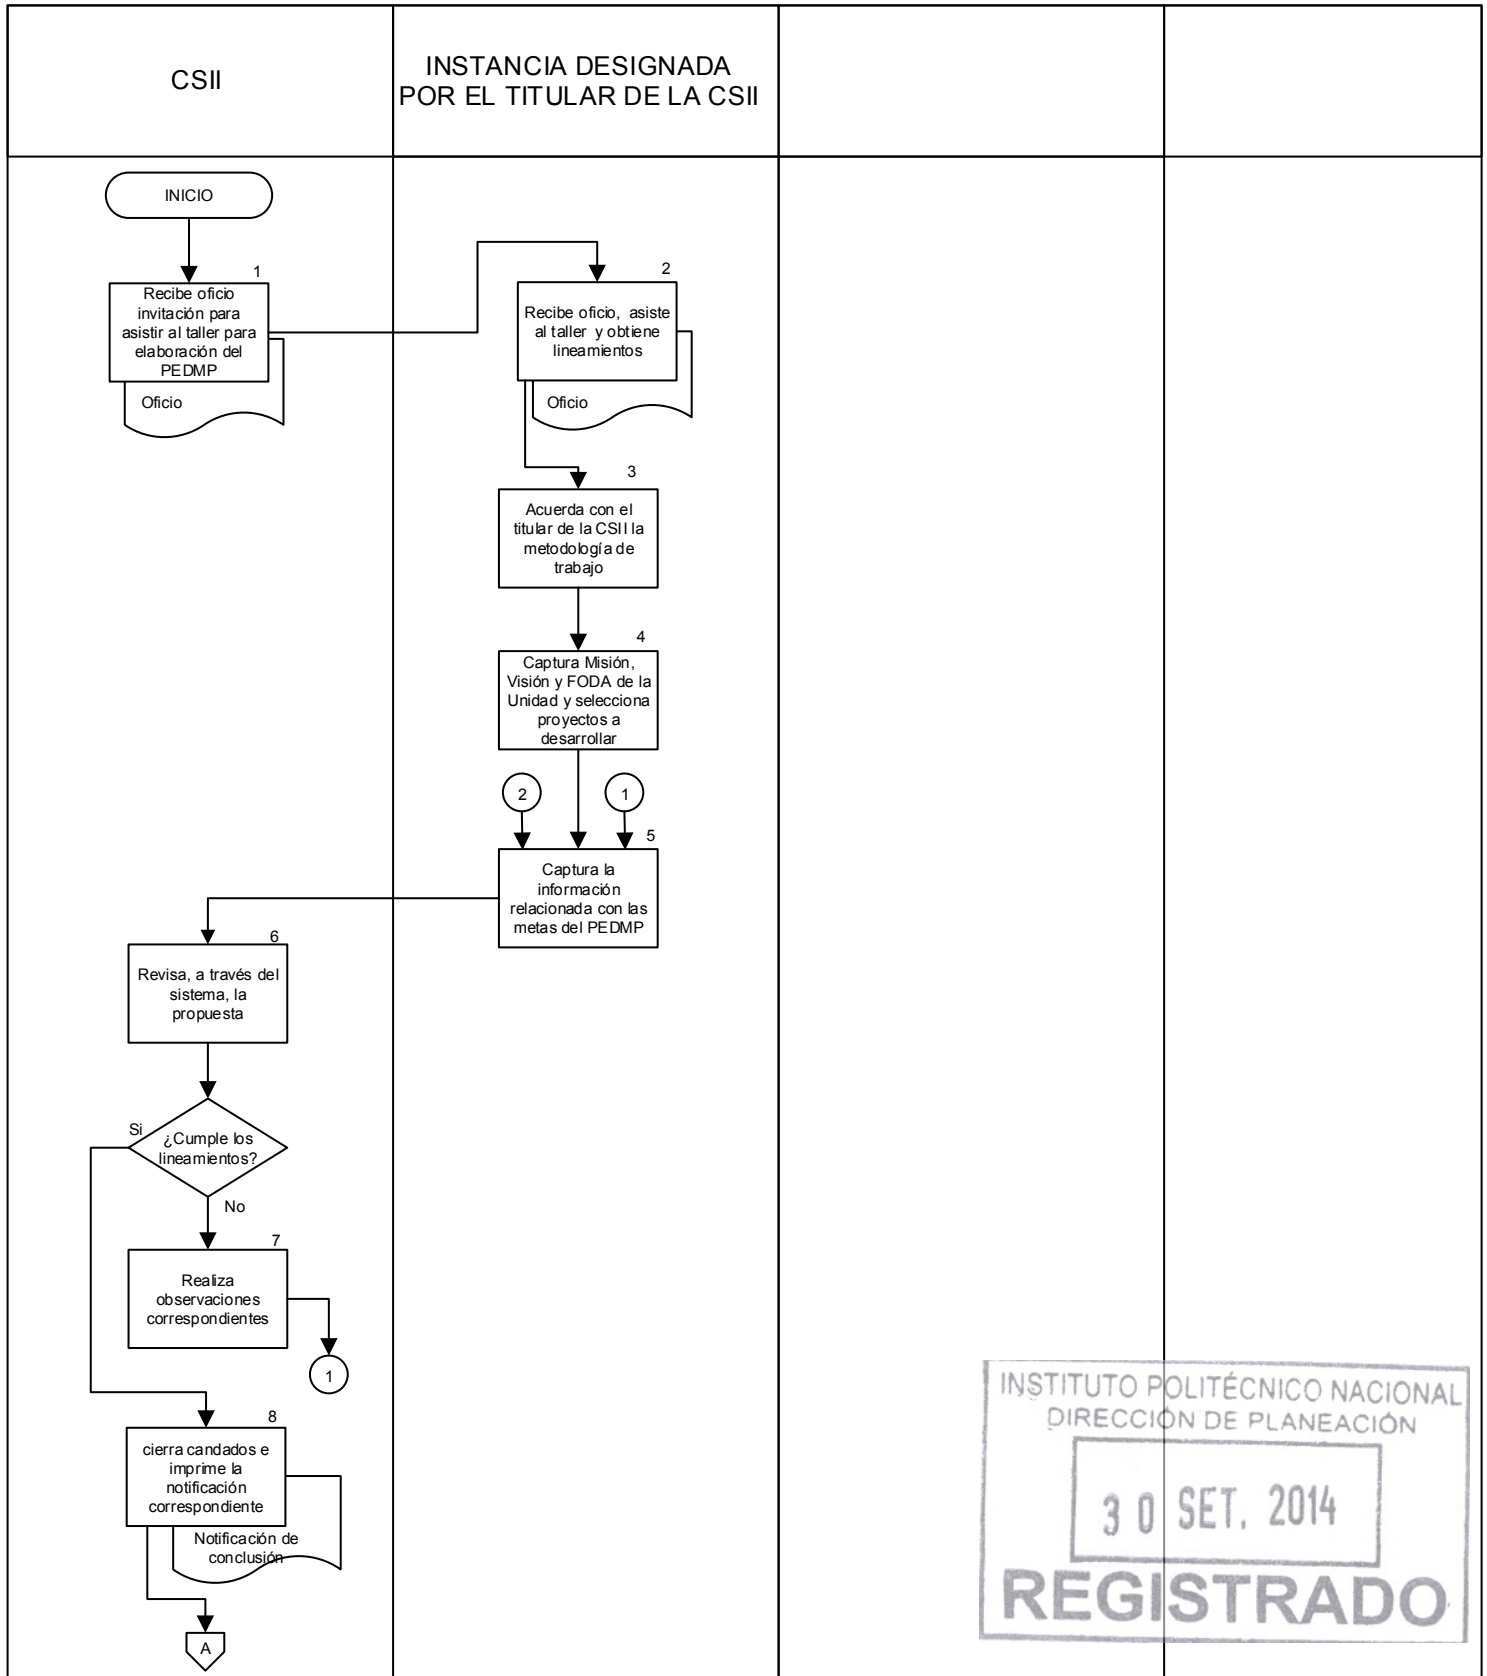 CSII
INSTANCIA DESIGNADA
POR EL TITULAR DE LA CSII
INICIO
1
Recibe oficio
invitación para
asistir al taller para
elaboración del
PEDMP
Oficio
2
Recibe oficio, asiste
al taller y obtiene
lineamientos
Oficio
3
Acuerda con el
titular de la CSII la
metodología de
trabajo
4
Captura Misión,
Visión y FODA de la
Unidad y selecciona
proyectos a
desarrollar
2
1
5
Captura la
información
relacionada con las
metas del PEDMP
6
Revisa, a través del
sistema, la
propuesta
Si
¿Cumple los
lineamientos?
No
7
Realiza
observaciones
correspondientes
1
8
cierra candados e
imprime la
notificación
correspondiente
Notificación de
conclusión
A
INSTITUTO POLITÉCNICO NACIONAL
DIRECCIÓN DE PLANEACIÓN
30 SET. 2014
REGISTRADO